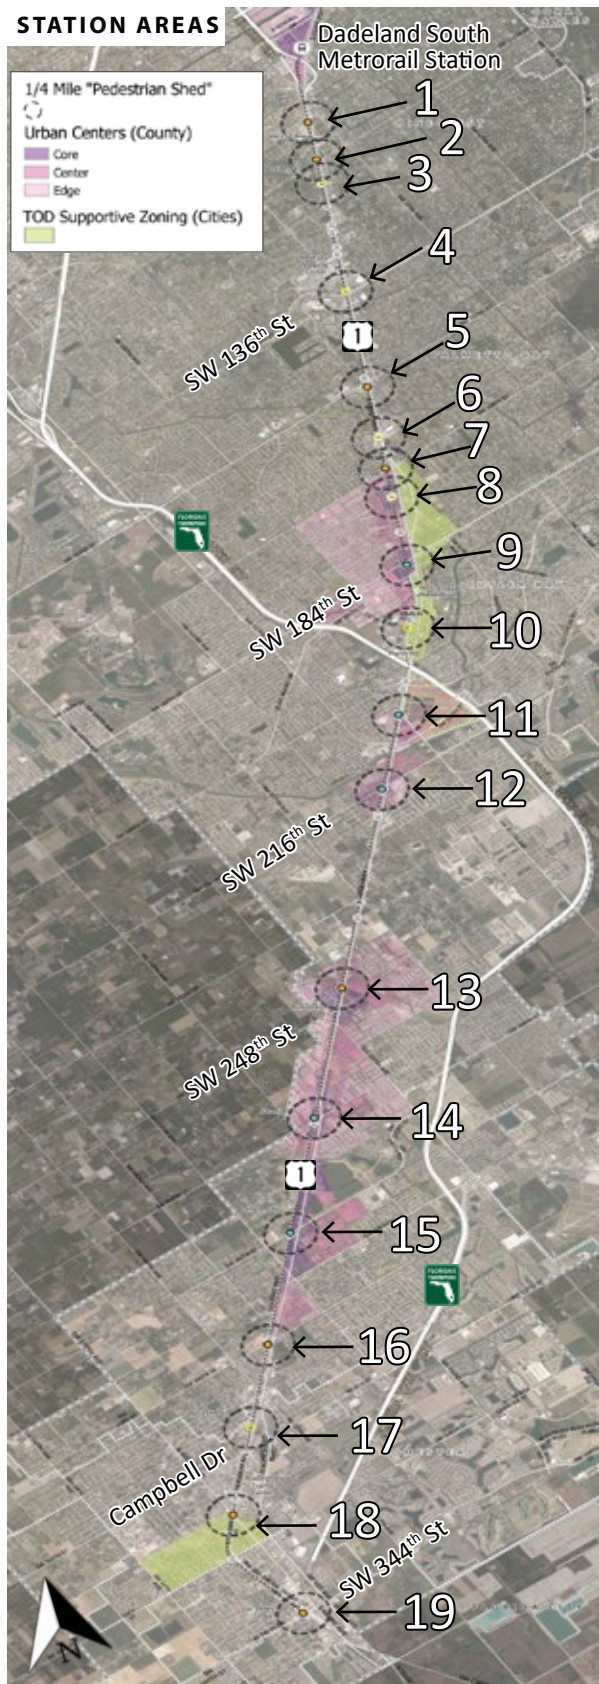 STATION AREAS
Dadeland South
Metrorail Station
1/4 Mile "Pedestrian Shed"
Urban Centers (County)
Core
Center
Edge
TOD Supportive Zoning (Cities)
1
2
3
4
SW 136th St
1
5
6
7
8
9
SW 184th St
10
11
12
SW 216th St
13
SW 248th St
14
1
15
16
17
Campbell Dr
18
SW 344th St
19
N